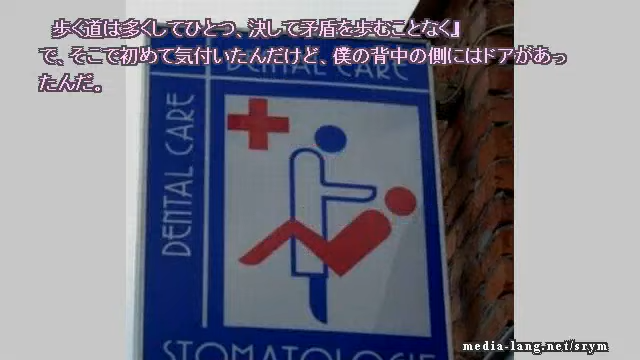 歩く道は多くしてひとつ、決して矛盾を歩むことなく』
で、そこで初めて気付いたんだけど、僕の背中の側にはドアがあっ
たんだ。
DENTAL CARE
DENTAL CARE
STOMATOLOGIE
media-lang.net/srym